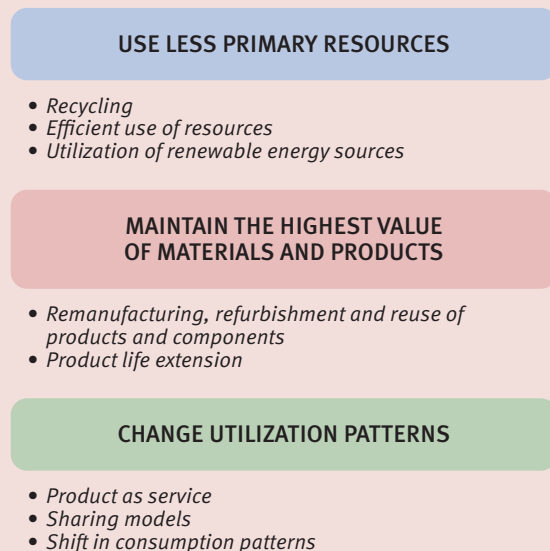 USE LESS PRIMARY RESOURCES
• Recycling
• Efficient use of resources
• Utilization of renewable energy sources
MAINTAIN THE HIGHEST VALUE
OF MATERIALS AND PRODUCTS
• Remanufacturing, refurbishment and reuse of
products and components
• Product life extension
CHANGE UTILIZATION PATTERNS
• Product as service
• Sharing models
• Shift in consumption patterns